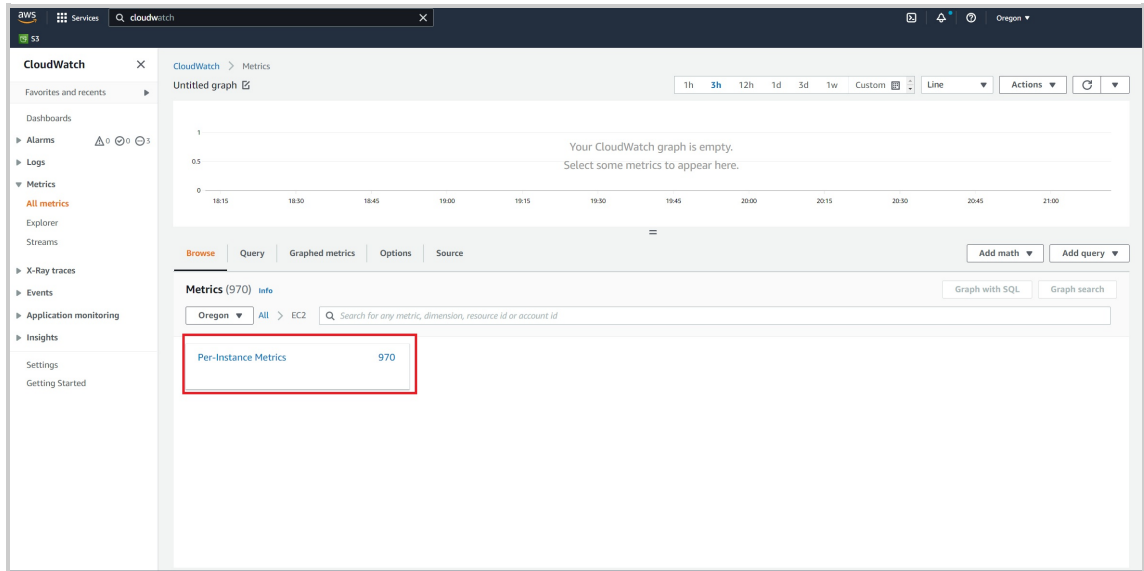 aws Services cloudwatch Oregon
S3
CloudWatch
Favorites and recents
Dashboards
Alarms 0 0 3
Logs
Metrics
All metrics
Explorer
Streams
X-Ray traces
Events
Application monitoring
Insights
Settings
Getting Started
CloudWatch > Metrics
Untitled graph
1h 3h 12h 1d 3d 1w Custom Line Actions
1
0.5
0
Your CloudWatch graph is empty.
Select some metrics to appear here.
18:15 18:30 18:45 19:00 19:15 19:30 19:45 20:00 20:15 20:30 20:45 21:00
Browse Query Graphed metrics Options Source Add math Add query
Metrics (970) Info Graph with SQL Graph search
Oregon All > EC2 Search for any metric, dimension, resource id or account id
Per-Instance Metrics 970